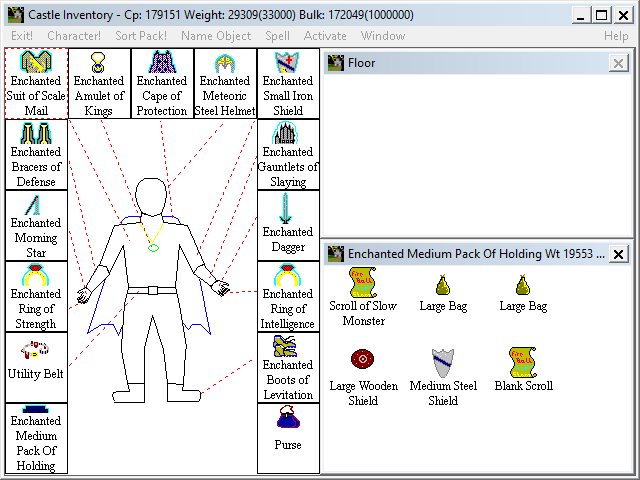 Castle Inventory - Cp: 179151 Weight: 29309(33000) Bulk: 172049(1000000)
Exit! Character! Sort Pack! Name Object Spell Activate Window Help
Enchanted
Suit of Scale
Mail
Enchanted
Amulet of
Kings
Enchanted
Cape of
Protection
Enchanted
Meteoric
Steel Helmet
Enchanted
Small Iron
Shield
Enchanted
Bracers of
Defense
Enchanted
Gauntlets of
Slaying
Enchanted
Morning
Star
Enchanted
Dagger
Enchanted
Ring of
Strength
Enchanted
Ring of
Intelligence
Utility Belt
Enchanted
Boots of
Levitation
Enchanted
Medium
Pack Of
Holding
Purse
Floor
Enchanted Medium Pack Of Holding Wt 19553 ...
Scroll of Slow
Monster
Large Bag
Large Bag
Large Wooden
Shield
Medium Steel
Shield
Blank Scroll